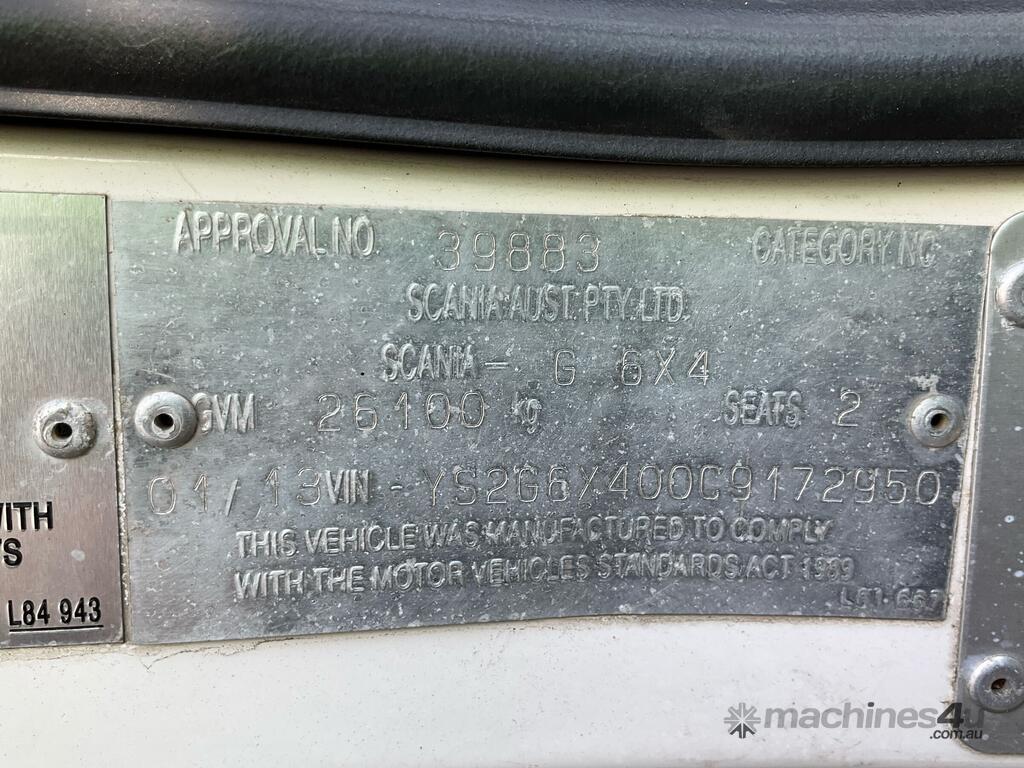 APPROVAL NO. 39883 CATEGORY NC
SCANIA AUST. PTY. LTD.
SCANIA - G 6X4
GVM 26100 kg SEATS 2
01/13 VIN - YS2G6X400C9172950
THIS VEHICLE WAS MANUFACTURED TO COMPLY
WITH THE MOTOR VEHICLES STANDARDS ACT 1989
WITH
L84 943
machines4u
.com.au